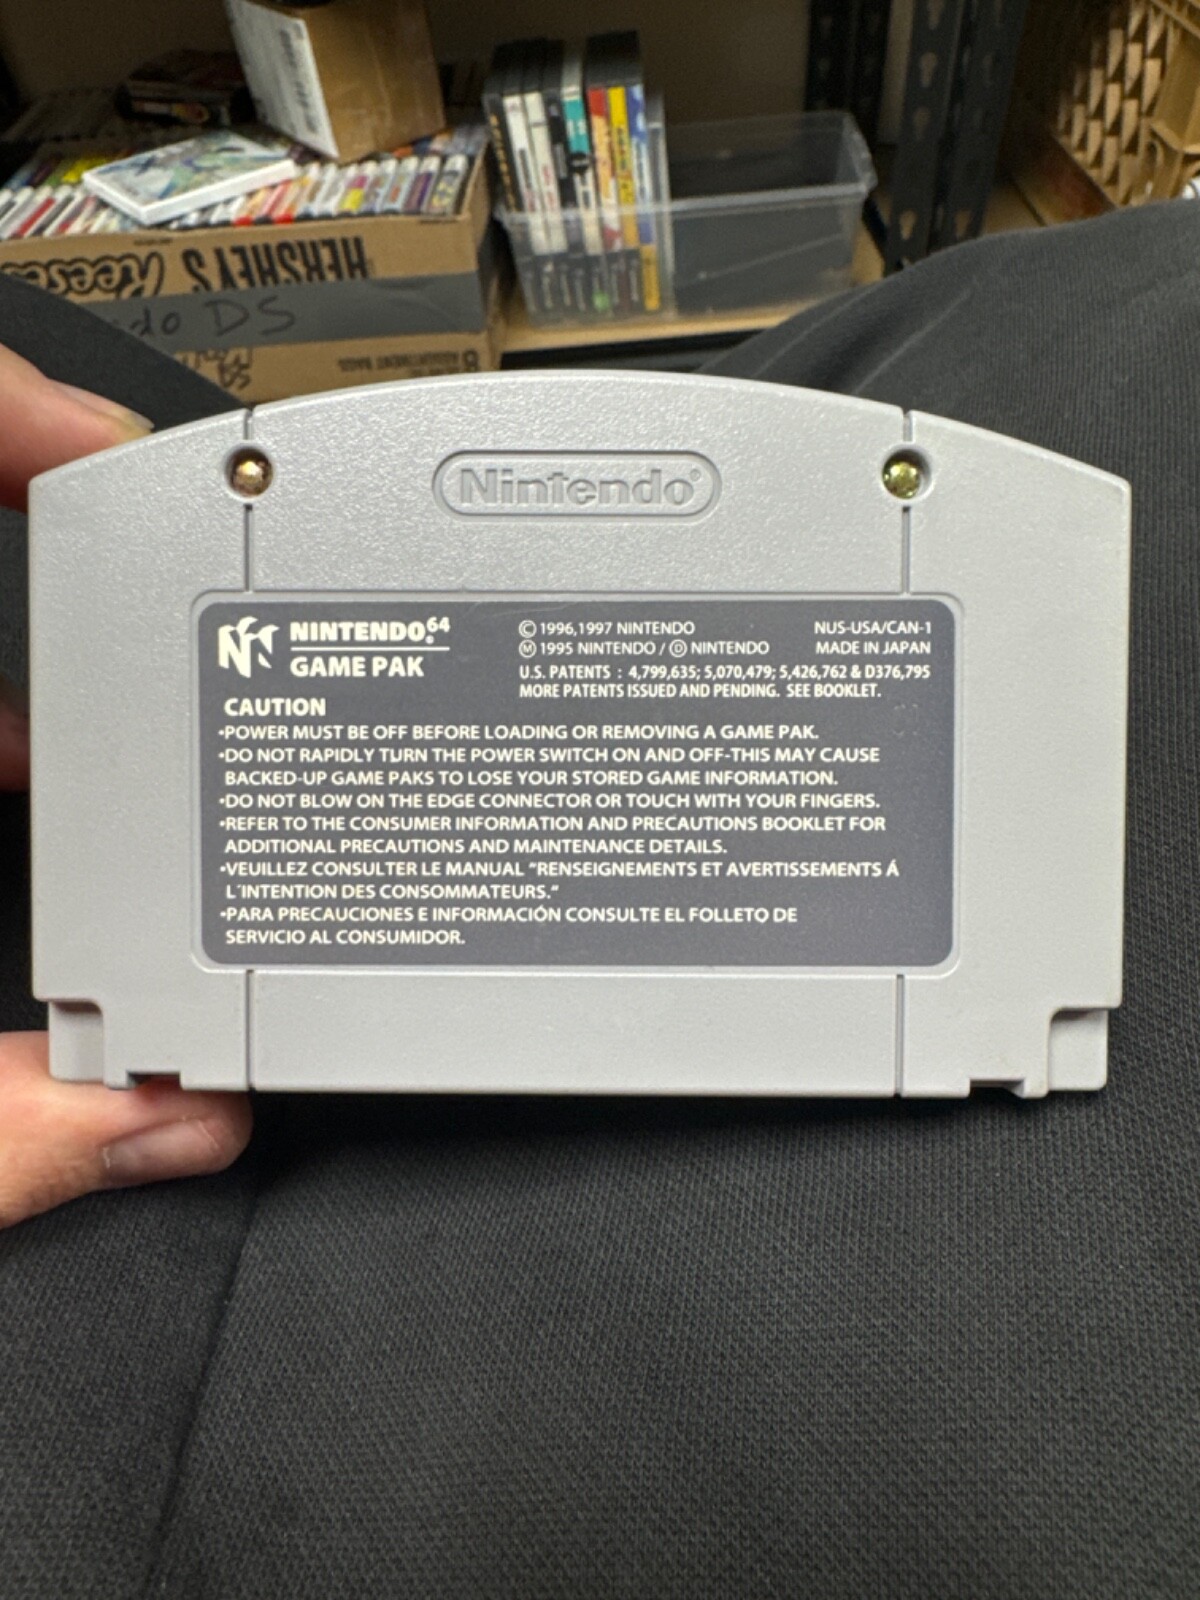 HERSHEY'S
Reese's
DS
8 ASSORTMENT BAGS
Nintendo®
NINTENDO®64
GAME PAK
© 1996,1997 NINTENDO
Ⓜ 1995 NINTENDO / Ⓓ NINTENDO
NUS-USA/CAN-1
MADE IN JAPAN
U.S. PATENTS : 4,799,635; 5,070,479; 5,426,762 & D376,795
MORE PATENTS ISSUED AND PENDING. SEE BOOKLET.
CAUTION
•POWER MUST BE OFF BEFORE LOADING OR REMOVING A GAME PAK.
•DO NOT RAPIDLY TURN THE POWER SWITCH ON AND OFF-THIS MAY CAUSE
BACKED-UP GAME PAKS TO LOSE YOUR STORED GAME INFORMATION.
•DO NOT BLOW ON THE EDGE CONNECTOR OR TOUCH WITH YOUR FINGERS.
•REFER TO THE CONSUMER INFORMATION AND PRECAUTIONS BOOKLET FOR
ADDITIONAL PRECAUTIONS AND MAINTENANCE DETAILS.
•VEUILLEZ CONSULTER LE MANUAL "RENSEIGNEMENTS ET AVERTISSEMENTS Á
L'INTENTION DES CONSOMMATEURS."
•PARA PRECAUCIONES E INFORMACIÓN CONSULTE EL FOLLETO DE
SERVICIO AL CONSUMIDOR.